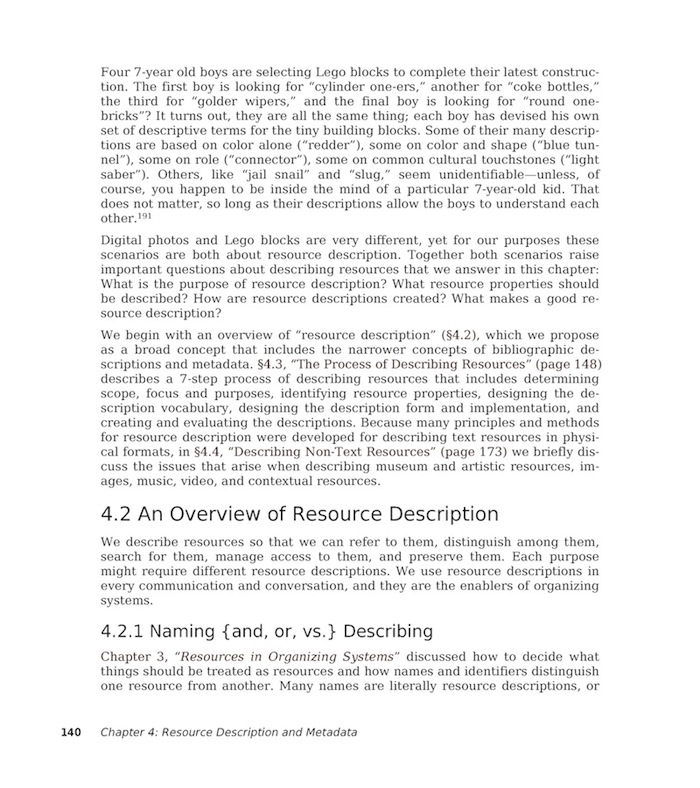 Four 7-year old boys are selecting Lego blocks to complete their latest construc-
tion. The first boy is looking for “cylinder one-ers,” another for “coke bottles,”
the third for “golder wipers,” and the final boy is looking for “round one-
bricks”? It turns out, they are all the same thing; each boy has devised his own
set of descriptive terms for the tiny building blocks. Some of their many descrip-
tions are based on color alone (“redder”), some on color and shape (“blue tun-
nel”), some on role (“connector”), some on common cultural touchstones (“light
saber”). Others, like “jail snail” and “slug,” seem unidentifiable—unless, of
course, you happen to be inside the mind of a particular 7-year-old kid. That
does not matter, so long as their descriptions allow the boys to understand each
other.191
Digital photos and Lego blocks are very different, yet for our purposes these
scenarios are both about resource description. Together both scenarios raise
important questions about describing resources that we answer in this chapter:
What is the purpose of resource description? What resource properties should
be described? How are resource descriptions created? What makes a good re-
source description?
We begin with an overview of “resource description” (§4.2), which we propose
as a broad concept that includes the narrower concepts of bibliographic de-
scriptions and metadata. §4.3, “The Process of Describing Resources” (page 148)
describes a 7-step process of describing resources that includes determining
scope, focus and purposes, identifying resource properties, designing the de-
scription vocabulary, designing the description form and implementation, and
creating and evaluating the descriptions. Because many principles and methods
for resource description were developed for describing text resources in physi-
cal formats, in §4.4, “Describing Non-Text Resources” (page 173) we briefly dis-
cuss the issues that arise when describing museum and artistic resources, im-
ages, music, video, and contextual resources.
4.2 An Overview of Resource Description
We describe resources so that we can refer to them, distinguish among them,
search for them, manage access to them, and preserve them. Each purpose
might require different resource descriptions. We use resource descriptions in
every communication and conversation, and they are the enablers of organizing
systems.
4.2.1 Naming {and, or, vs.} Describing
Chapter 3, “Resources in Organizing Systems” discussed how to decide what
things should be treated as resources and how names and identifiers distinguish
one resource from another. Many names are literally resource descriptions, or
140 Chapter 4: Resource Description and Metadata